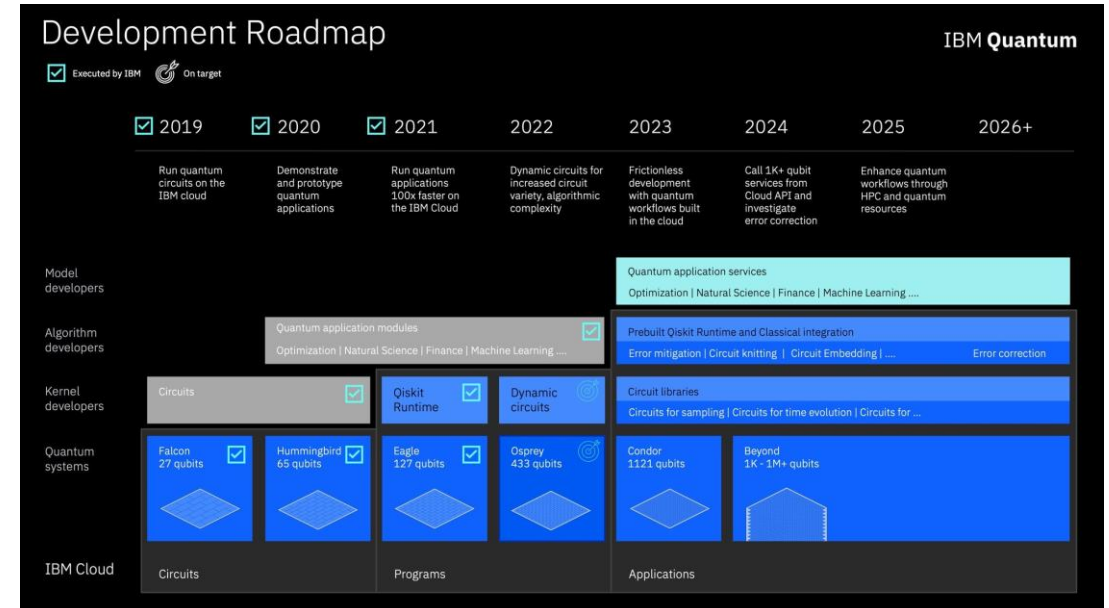 Development Roadmap
IBM Quantum
Executed by IBM
On target
2019
2020
2021
2022
2023
2024
2025
2026+
Run quantum
circuits on the
IBM cloud
Demonstrate
and prototype
quantum
applications
Run quantum
applications
100x faster on
the IBM Cloud
Dynamic circuits for
increased circuit
variety, algorithmic
complexity
Frictionless
development
with quantum
workflows built
in the cloud
Call 1K+ qubit
services from
Cloud API and
investigate
error correction
Enhance quantum
workflows through
HPC and quantum
resources
Model
developers
Quantum application services
Optimization | Natural Science | Finance | Machine Learning ....
Algorithm
developers
Quantum application modules
Optimization | Natural Science | Finance | Machine Learning ....
Prebuilt Qiskit Runtime and Classical integration
Error mitigation | Circuit knitting | Circuit Embedding | ....
Error correction
Kernel
developers
Circuits
Qiskit
Runtime
Dynamic
circuits
Circuit libraries
Circuits for sampling | Circuits for time evolution | Circuits for ...
Quantum
systems
Falcon
27 qubits
Hummingbird
65 qubits
Eagle
127 qubits
Osprey
433 qubits
Condor
1121 qubits
Beyond
1K - 1M+ qubits
IBM Cloud
Circuits
Programs
Applications